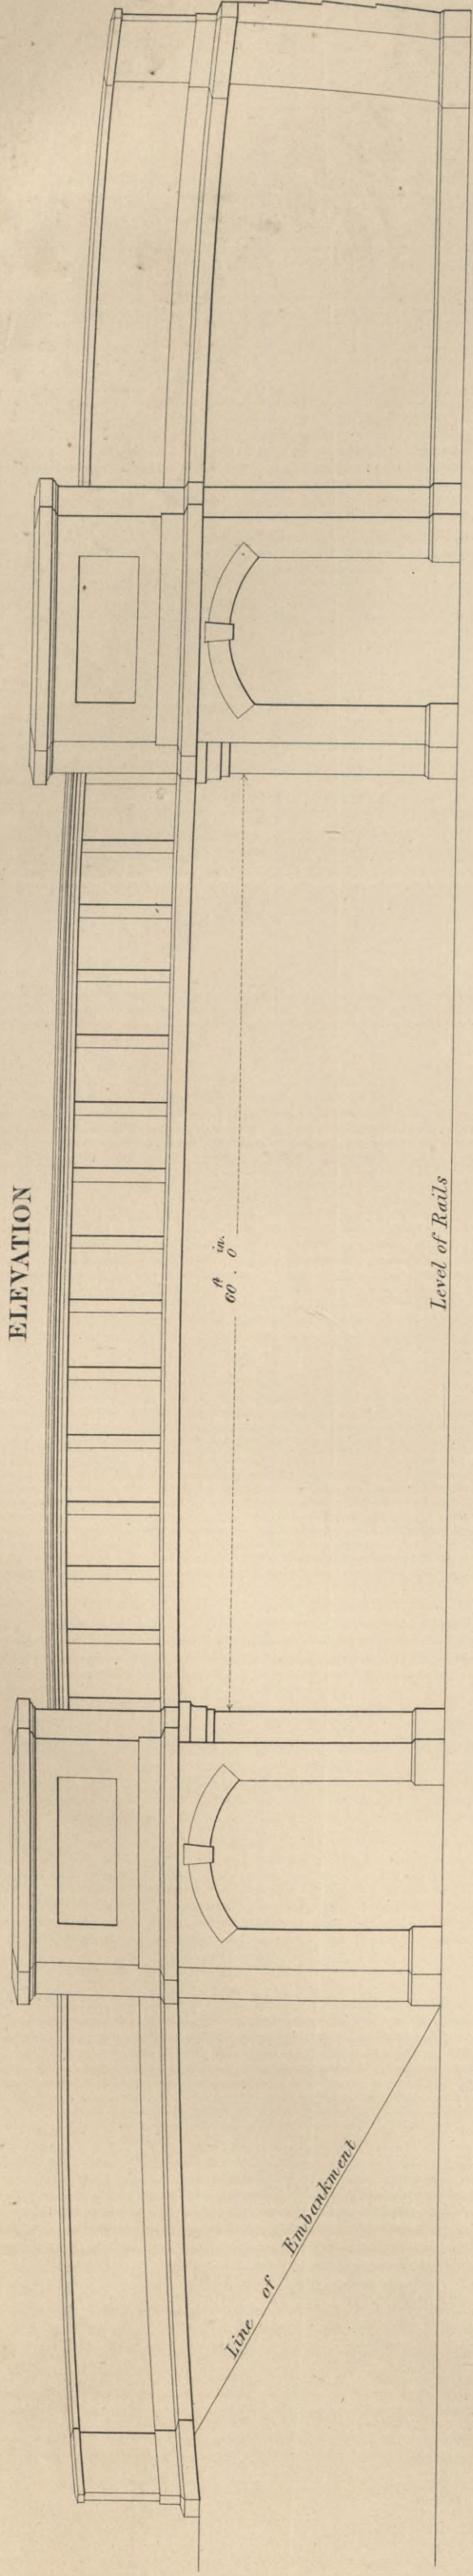 ELEVATION
ft in.
60 . 0
Level of Rails
Line of Embankment